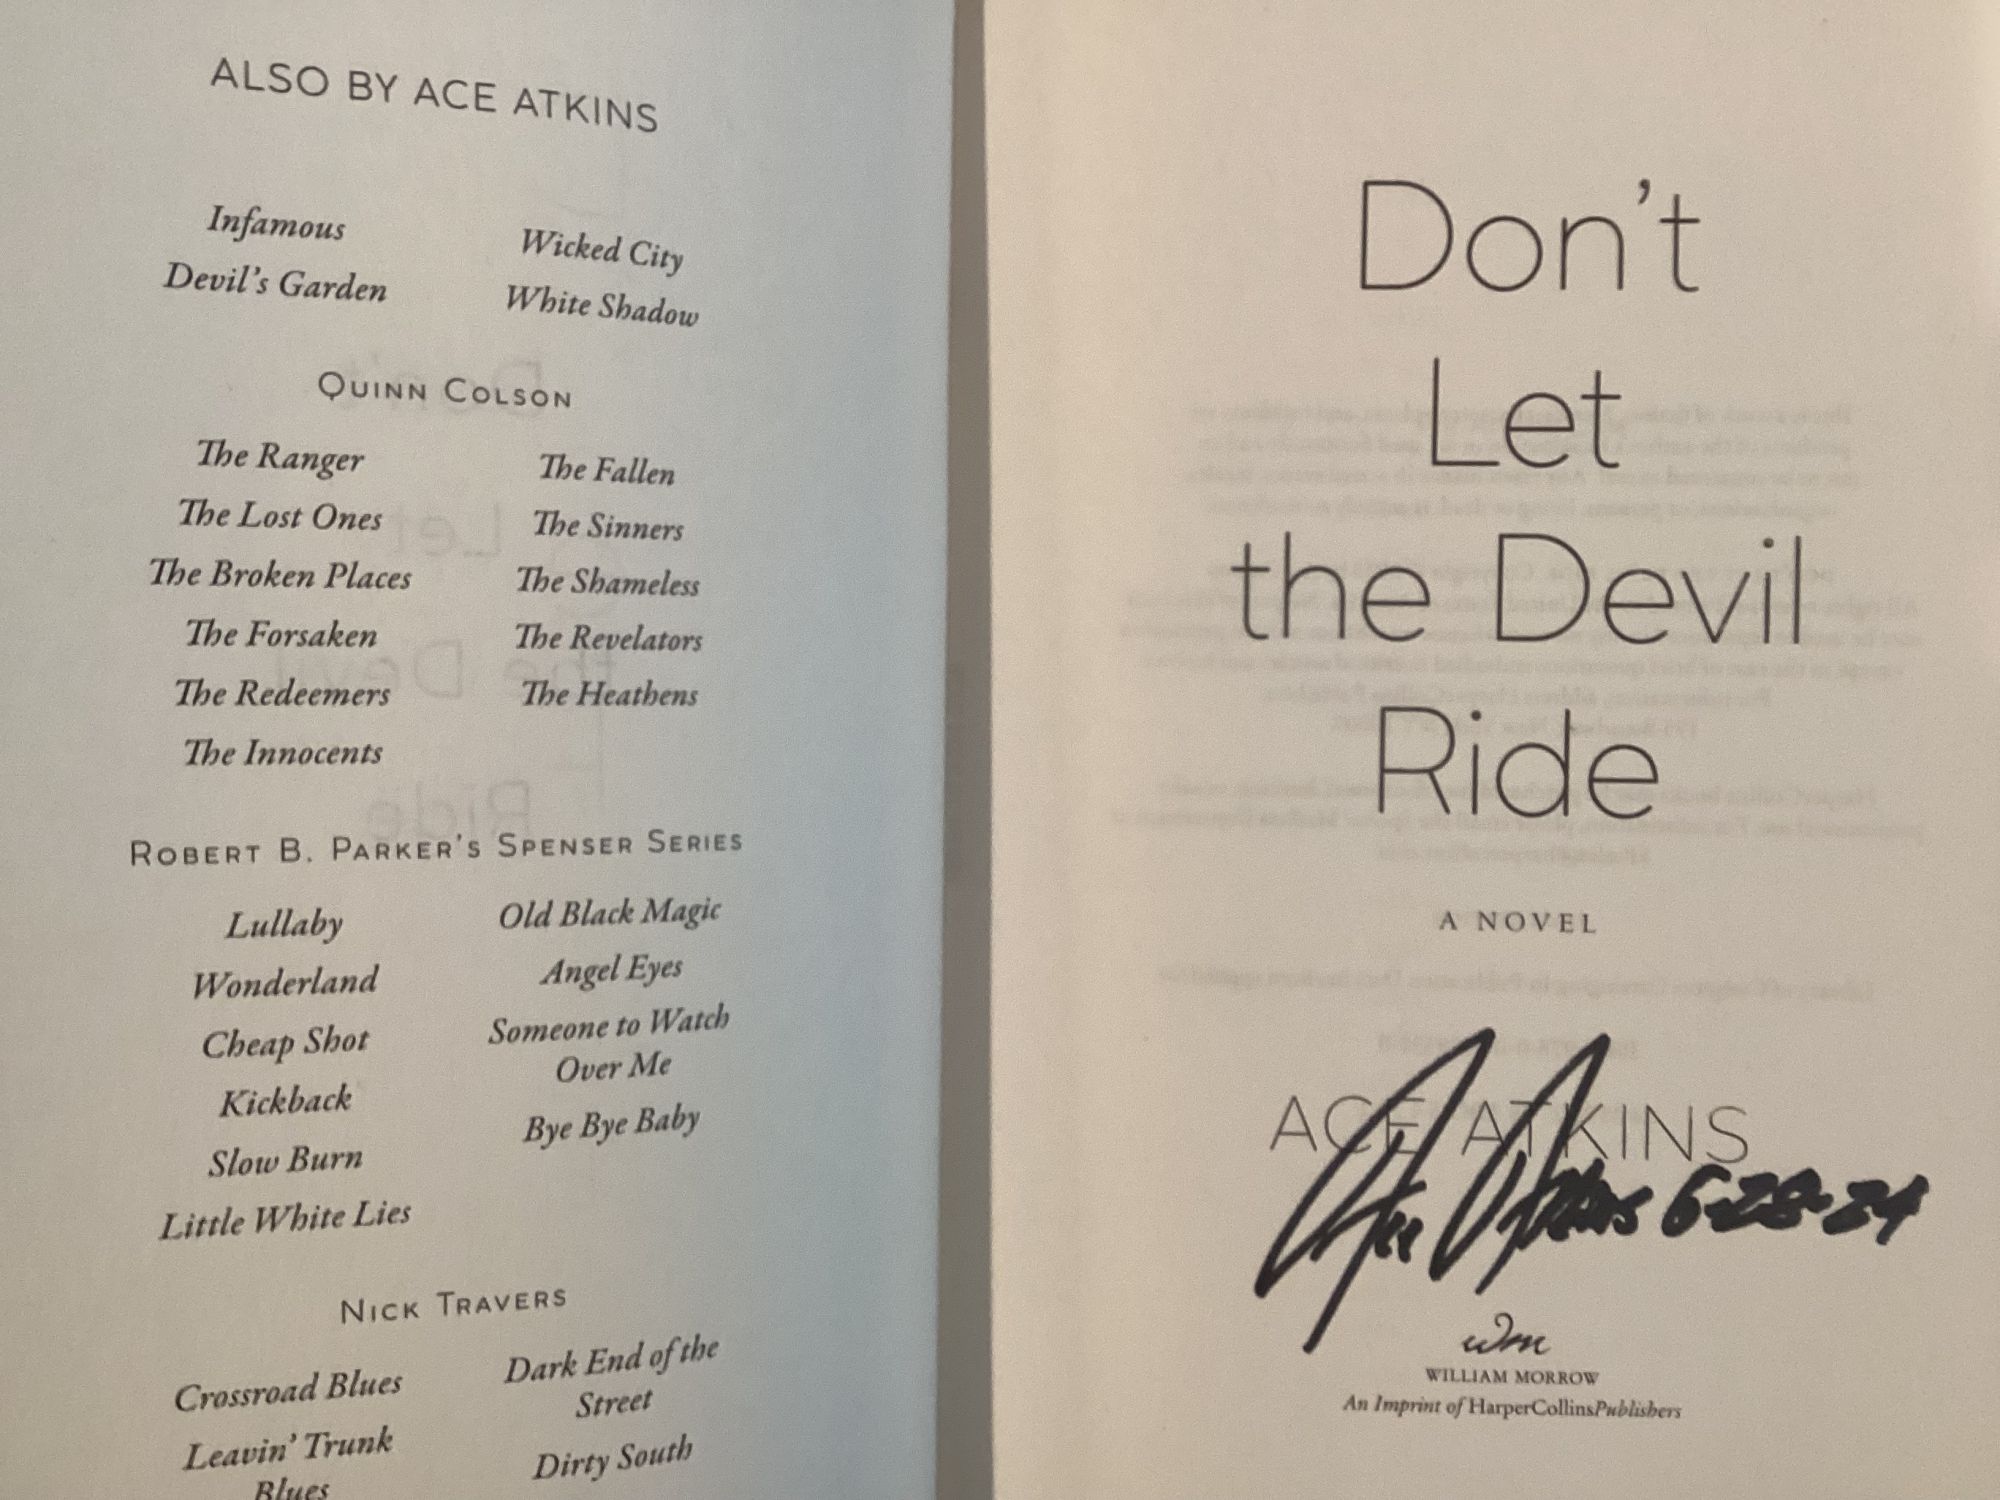 ALSO BY ACE ATKINS
Infamous
Devil's Garden
Wicked City
White Shadow
QUINN COLSON
The Ranger
The Lost Ones
The Broken Places
The Forsaken
The Redeemers
The Innocents
The Fallen
The Sinners
The Shameless
The Revelators
The Heathens
ROBERT B. PARKER'S SPENSER SERIES
Lullaby
Wonderland
Cheap Shot
Kickback
Slow Burn
Little White Lies
Old Black Magic
Angel Eyes
Someone to Watch
Over Me
Bye Bye Baby
NICK TRAVERS
Crossroad Blues
Leavin' Trunk
Blues
Dark End of the
Street
Dirty South
Don't
Let
the Devil
Ride
A NOVEL
ACE ATKINS
Ace Atkins 6-28-24
wm
WILLIAM MORROW
An Imprint of HarperCollinsPublishers